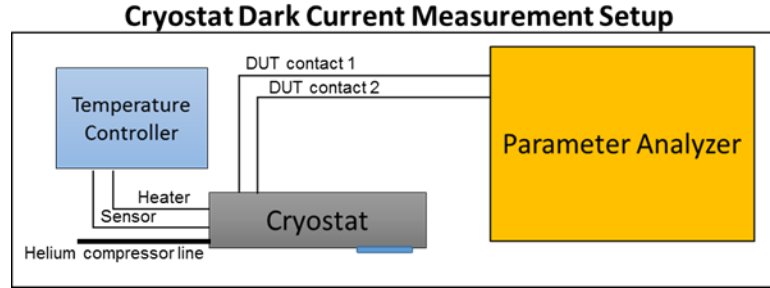 Cryostat Dark Current Measurement Setup
DUT contact 1
DUT contact 2
Temperature
Controller
Parameter Analyzer
Heater
Sensor
Cryostat
Helium compressor line